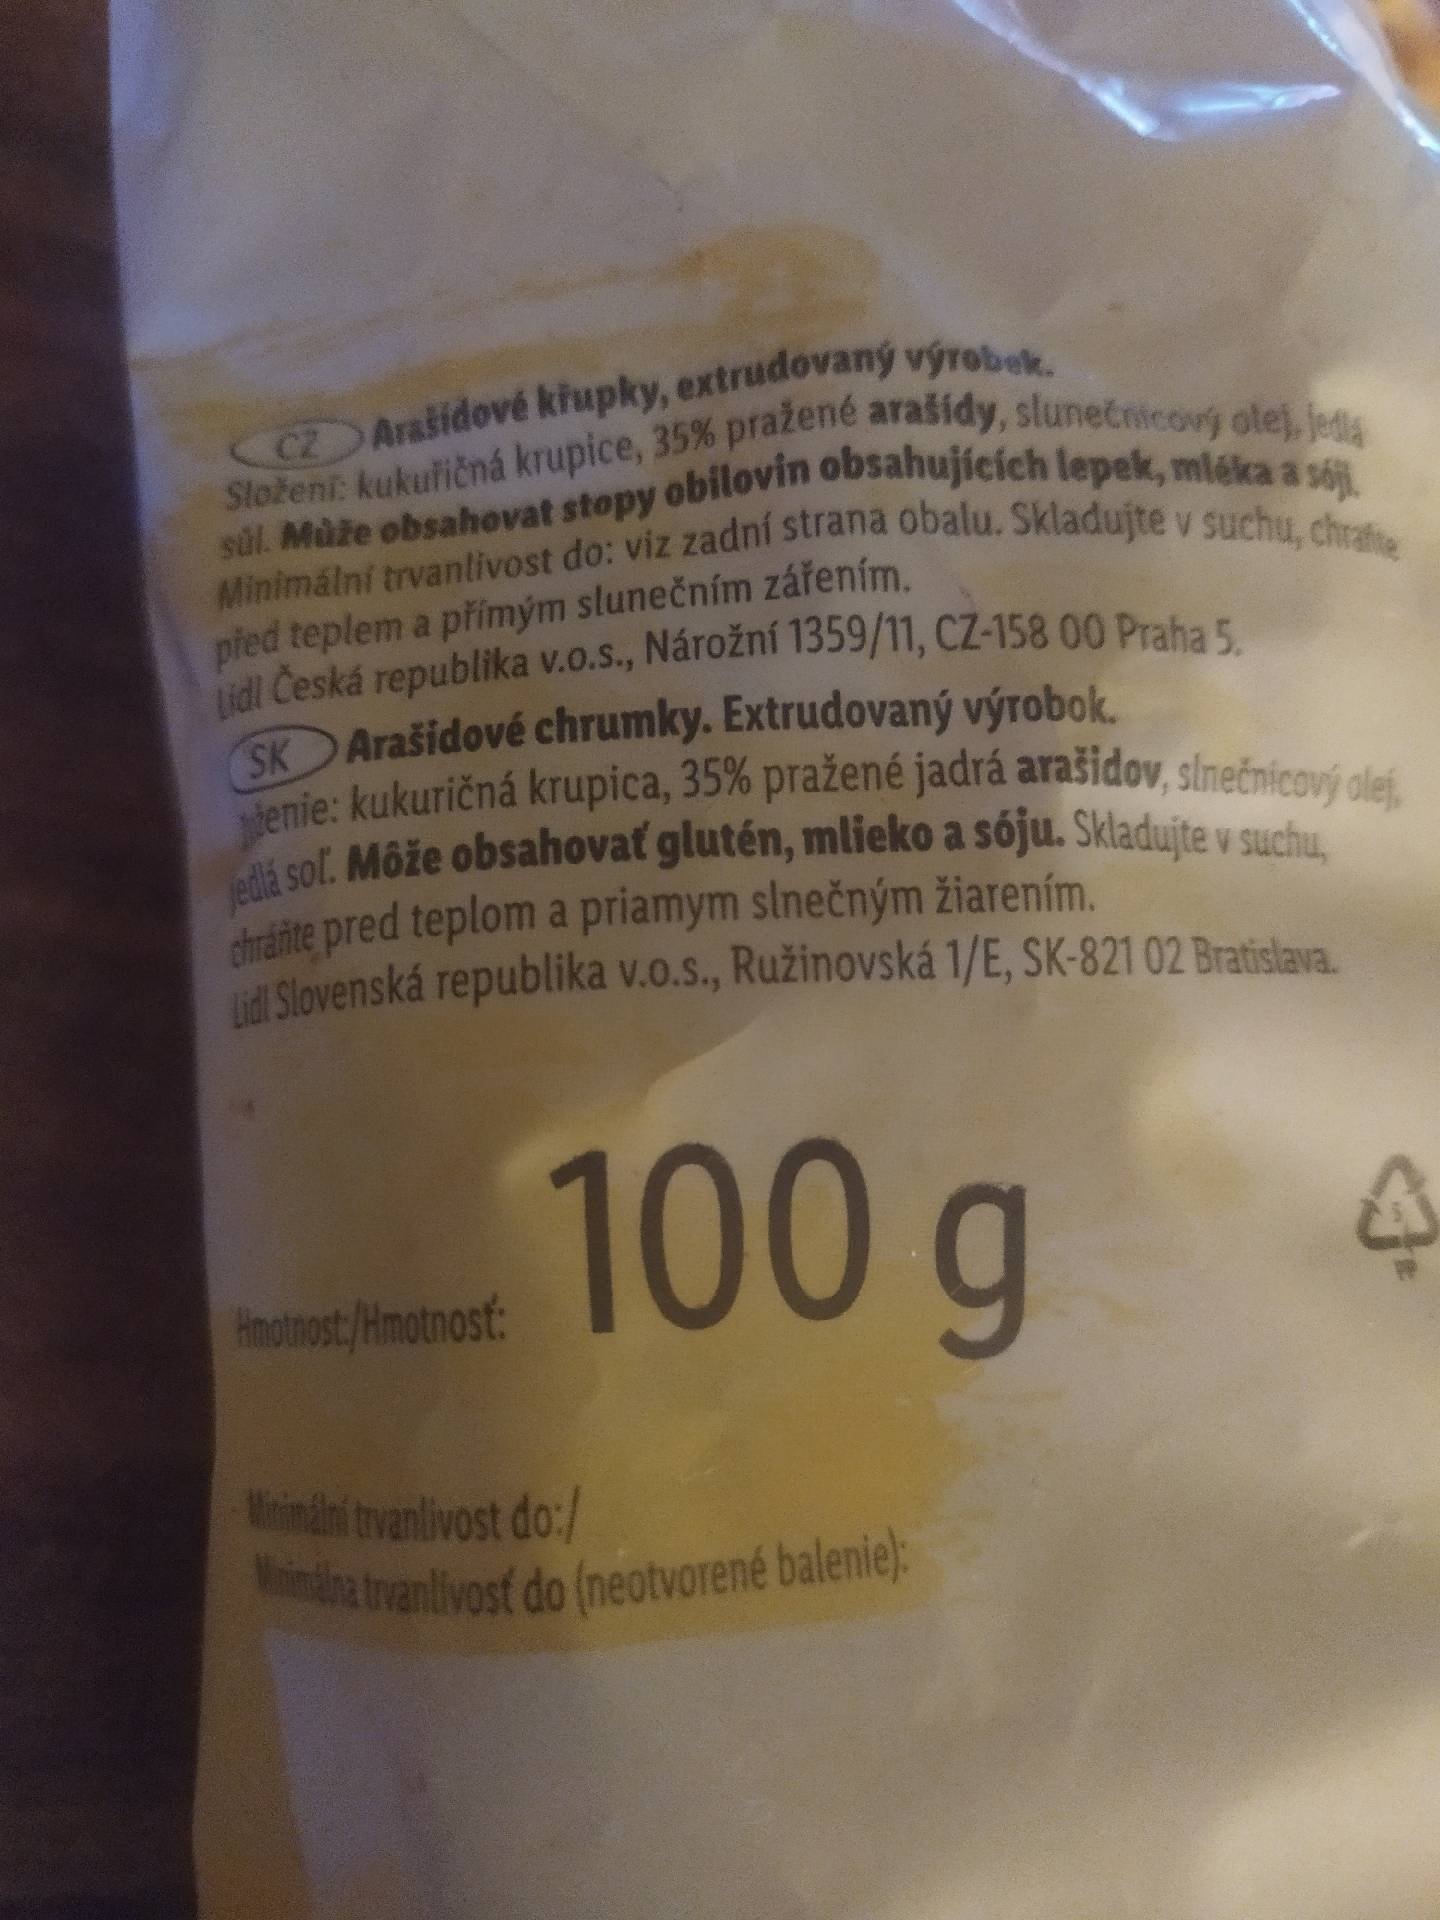 CZ Arašídové křupky, extrudovaný výrobek.
Složení: kukuřičná krupice, 35% pražené arašídy, slunečnicový olej, jedlá
sůl. Může obsahovat stopy obilovin obsahujících lepek, mléka a sóji.
Minimální trvanlivost do: viz zadní strana obalu. Skladujte v suchu, chraňte
před teplem a přímým slunečním zářením.
Lidl Česká republika v.o.s., Nárožní 1359/11, CZ-158 00 Praha 5.
SK Arašidové chrumky. Extrudovaný výrobok.
kukuričná krupica, 35% pražené jadrá arašidov, slnečnicový olej,
jedlá soľ. Môže obsahovať glutén, mlieko a sóju. Skladujte v suchu,
chráňte pred teplom a priamym slnečným žiarením.
Lidl Slovenská republika v.o.s., Ružinovská 1/E, SK-821 02 Bratislava.
Hmotnost:/Hmotnosť: 100 g
5
PP
Minimální trvanlivost do:/
Minimálna trvanlivosť do (neotvorené balenie):